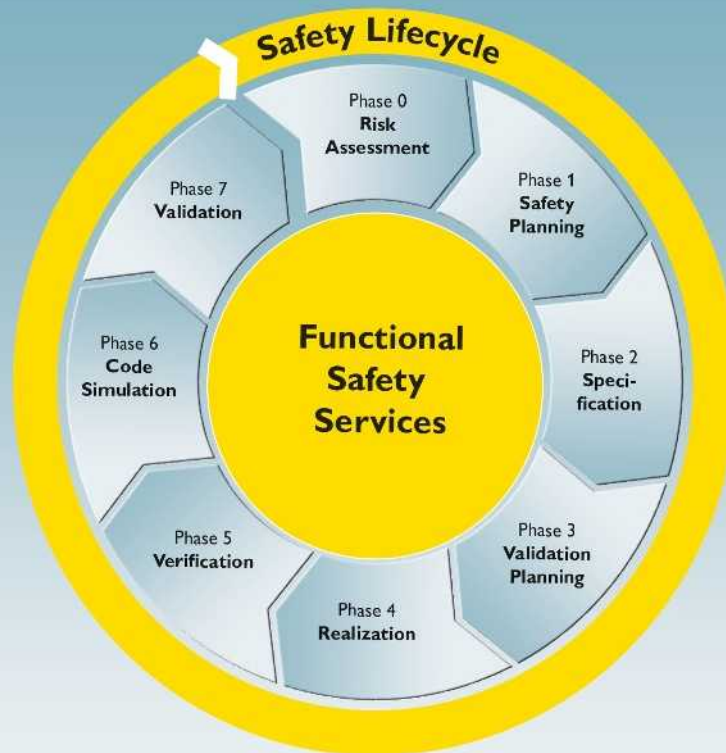 Safety Lifecycle
Phase 0
Risk
Assessment
Phase 1
Safety
Planning
Phase 2
Speci-
fication
Phase 3
Validation
Planning
Phase 4
Realization
Phase 5
Verification
Phase 6
Code
Simulation
Phase 7
Validation
Functional
Safety
Services